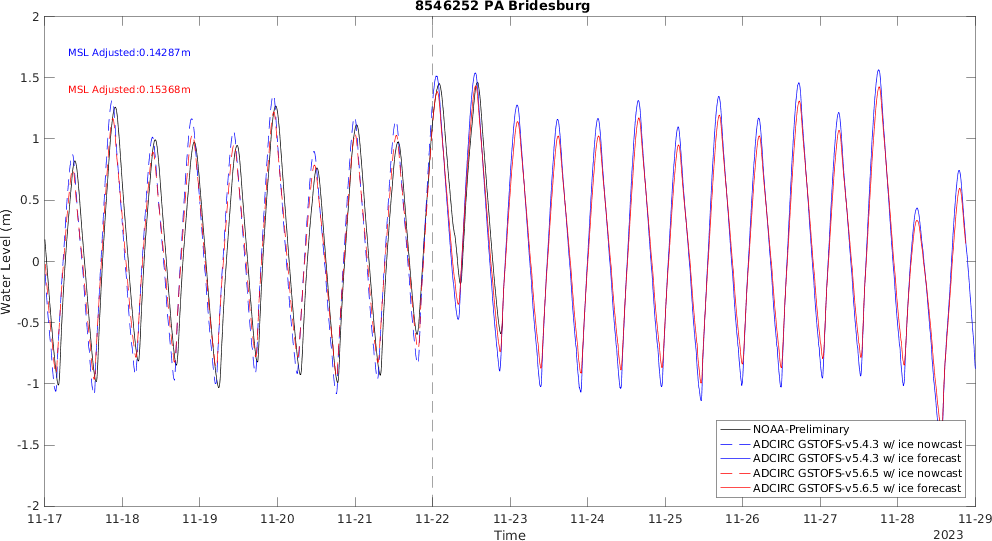 8546252 PA Bridesburg
MSL Adjusted:0.14287m
MSL Adjusted:0.15368m
2
1.5
1
0.5
0
-0.5
-1
-1.5
-2
Water Level (m)
NOAA-Preliminary
ADCIRC GSTOFS-v5.4.3 w/ ice nowcast
ADCIRC GSTOFS-v5.4.3 w/ ice forecast
ADCIRC GSTOFS-v5.6.5 w/ ice nowcast
ADCIRC GSTOFS-v5.6.5 w/ ice forecast
11-17 11-18 11-19 11-20 11-21 11-22 11-23 11-24 11-25 11-26 11-27 11-28 11-29
Time
2023